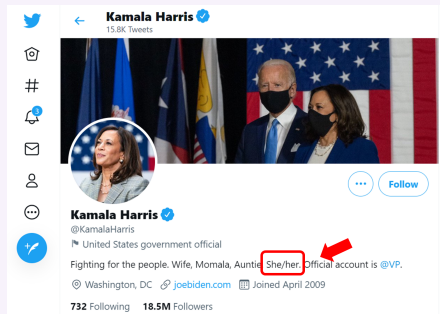 Kamala Harris
15.8K Tweets
3
Follow
Kamala Harris
@KamalaHarris
United States government official
Fighting for the people. Wife, Momala, Auntie. She/her. Official account is @VP.
Washington, DC joebiden.com Joined April 2009
732 Following 18.5M Followers